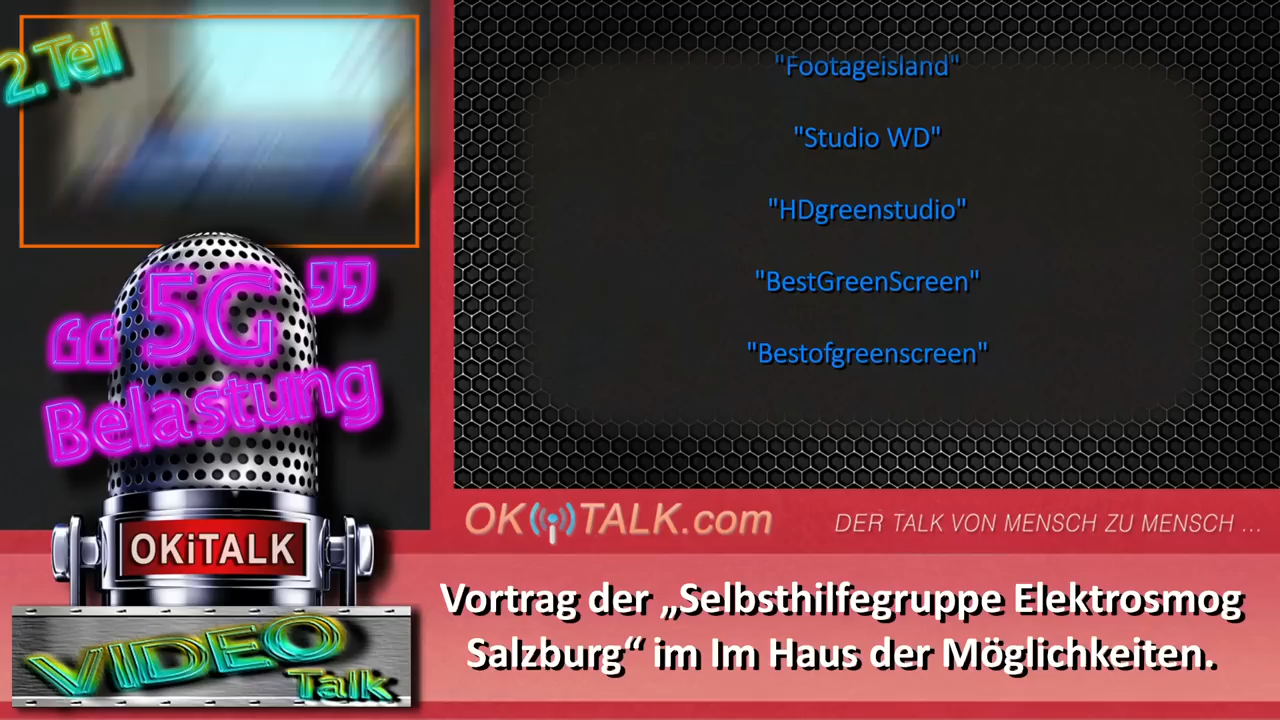 2.Teil
“ 5G ”
Belastung
OKiTALK
VIDEO
Talk
"Footageisland"
"Studio WD"
"HDgreenstudio"
"BestGreenScreen"
"Bestofgreenscreen"
OKiTALK.com
DER TALK VON MENSCH ZU MENSCH ...
Vortrag der „Selbsthilfegruppe Elektrosmog
Salzburg“ im Im Haus der Möglichkeiten.